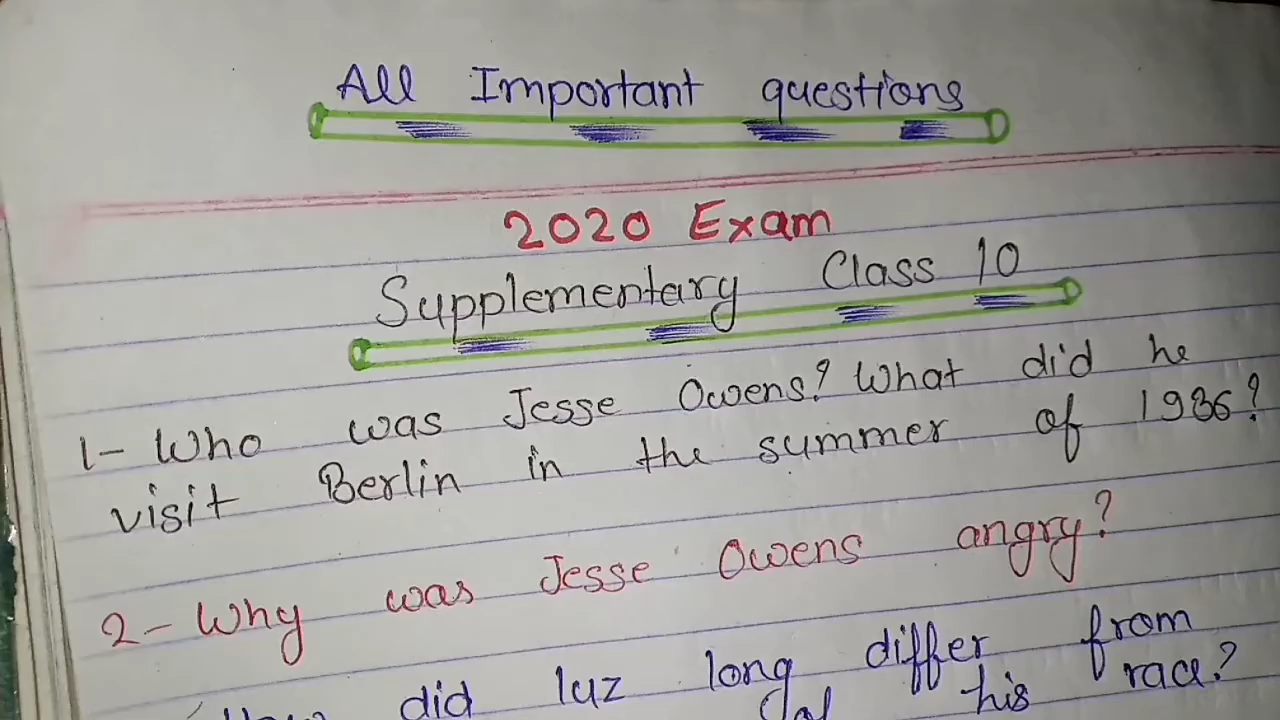 All Important questions
2020 Exam
Supplementary Class 10
1- Who was Jesse Owens? What did he
visit Berlin in the summer of 1936?
2- Why was Jesse Owens angry?
did luz long differ from
his race?